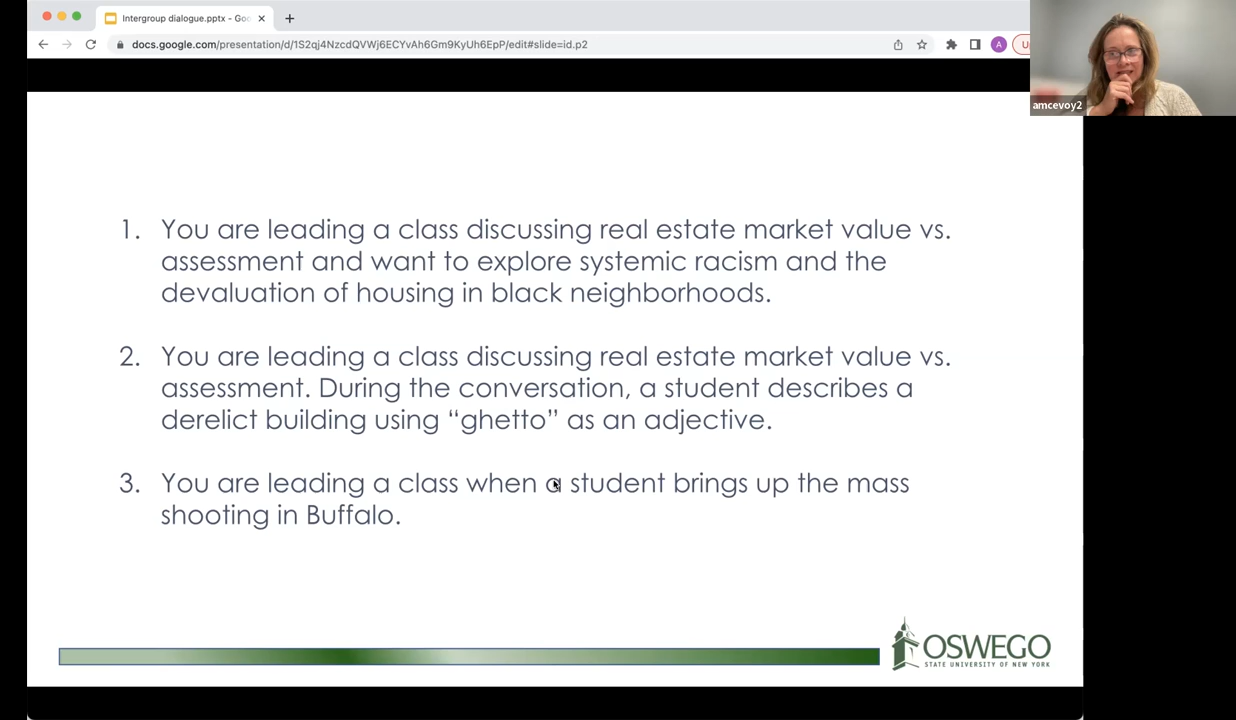 Intergroup dialogue.pptx - Goo
docs.google.com/presentation/d/1S2qj4NzcdQVWj6ECYvAh6Gm9KyUh6EpP/edit#slide=id.p2
A
amcevoy2
1. You are leading a class discussing real estate market value vs.
assessment and want to explore systemic racism and the
devaluation of housing in black neighborhoods.
2. You are leading a class discussing real estate market value vs.
assessment. During the conversation, a student describes a
derelict building using “ghetto” as an adjective.
3. You are leading a class when a student brings up the mass
shooting in Buffalo.
OSWEGO
STATE UNIVERSITY OF NEW YORK